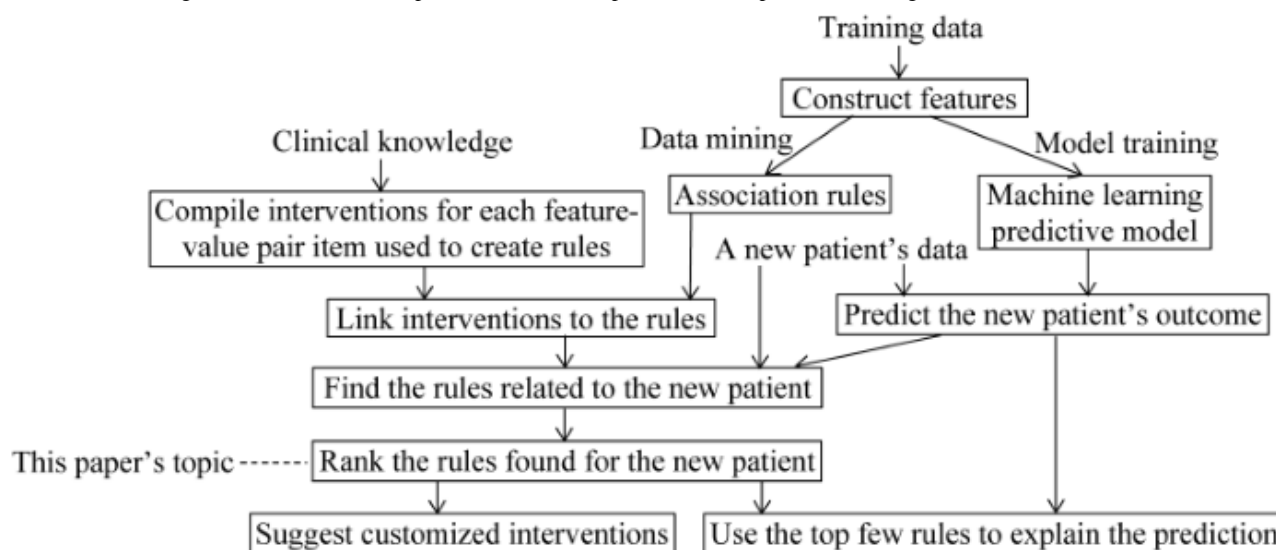 Training data
Construct features
Data mining
Model training
Clinical knowledge
Association rules
Machine learning
predictive model
Compile interventions for each feature-
value pair item used to create rules
A new patient's data
Link interventions to the rules
Predict the new patient's outcome
Find the rules related to the new patient
This paper's topic
Rank the rules found for the new patient
Suggest customized interventions
Use the top few rules to explain the prediction